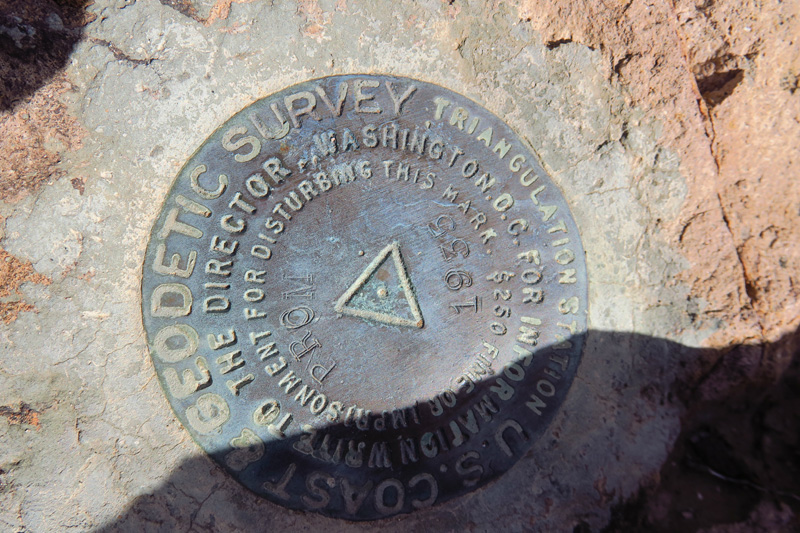 U.S. COAST & GEODETIC SURVEY
TRIANGULATION STATION
FOR INFORMATION WRITE TO THE DIRECTOR, WASHINGTON, D.C.
$250 FINE OR IMPRISONMENT FOR DISTURBING THIS MARK.
PROM
1955